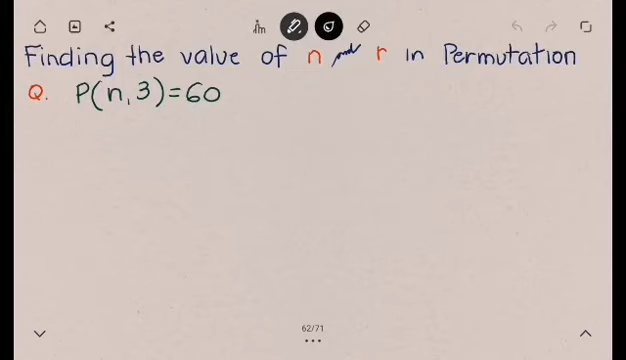 Finding the value of n and r in Permutation
Q. P(n, 3) = 60
62/71